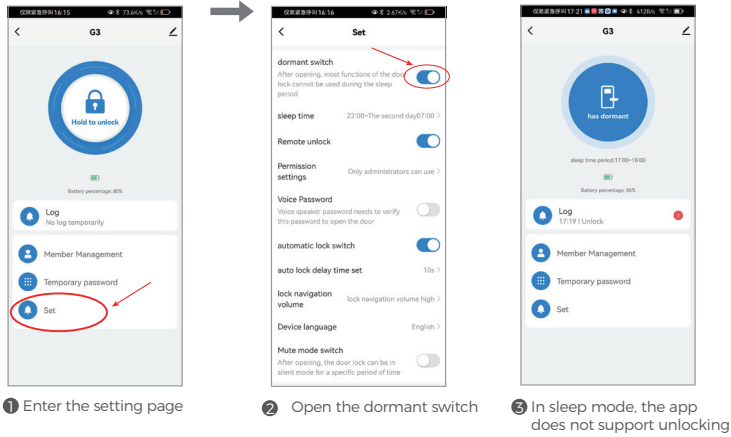 仅限紧急呼叫 16:15 73.4K/s
G3
Hold to unlock
Battery percentage: 80%
Log
No log temporarily
Member Management
Temporary password
Set
1 Enter the setting page
仅限紧急呼叫 16:16 2.67K/s
Set
dormant switch
After opening, most functions of the door
lock cannot be used during the sleep
period
sleep time 22:00-The second day07:00 >
Remote unlock
Permission
settings
Only administrators can use >
Voice Password
Voice speaker password needs to verify
this password to open the door
automatic lock switch
auto lock delay time set 10s >
lock navigation
volume
lock navigation volume high >
Device language English >
Mute mode switch
After opening, the door lock can be in
silent mode for a specific period of time
2 Open the dormant switch
仅限紧急呼叫 17:21 412B/s
G3
has dormant
sleep time period:17:00-18:00
Battery percentage: 86%
Log
17:19 | Unlock
1
Member Management
Temporary password
Set
3 In sleep mode, the app
does not support unlocking